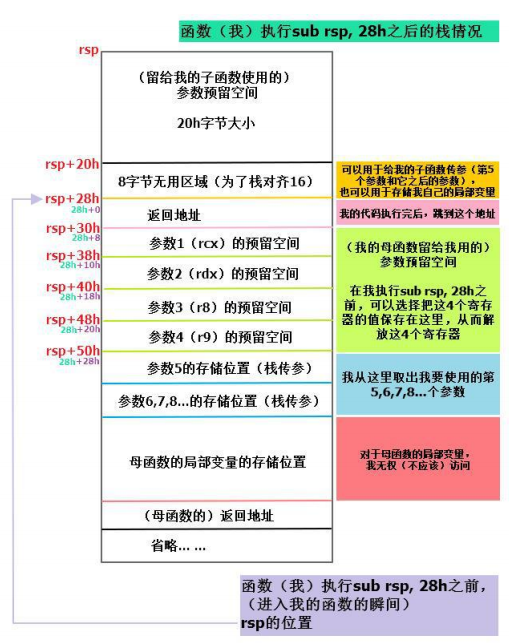 函数（我）执行sub rsp, 28h之后的栈情况
rsp
（留给我的子函数使用的）
参数预留空间
20h字节大小
rsp+20h
8字节无用区域（为了栈对齐16）
可以用于给我的子函数传参（第5
个参数和它之后的参数），
也可以用于存储我自己的局部变量
rsp+28h
28h+0
返回地址
我的代码执行完后，跳到这个地址
rsp+30h
28h+8
参数1（rcx）的预留空间
rsp+38h
28h+10h
参数2（rdx）的预留空间
rsp+40h
28h+18h
参数3（r8）的预留空间
rsp+48h
28h+20h
参数4（r9）的预留空间
（我的母函数留给我用的）
参数预留空间
在我执行sub rsp, 28h之
前，可以选择把这4个寄存
器的值保存在这里，从而解
放这4个寄存器
rsp+50h
28h+28h
参数5的存储位置（栈传参）
参数6,7,8...的存储位置（栈传参）
我从这里取出我要使用的第
5,6,7,8...个参数
母函数的局部变量的存储位置
对于母函数的局部变量，
我无权（不应该）访问
（母函数的）返回地址
省略... ...
函数（我）执行sub rsp, 28h之前，
（进入我的函数的瞬间）
rsp的位置